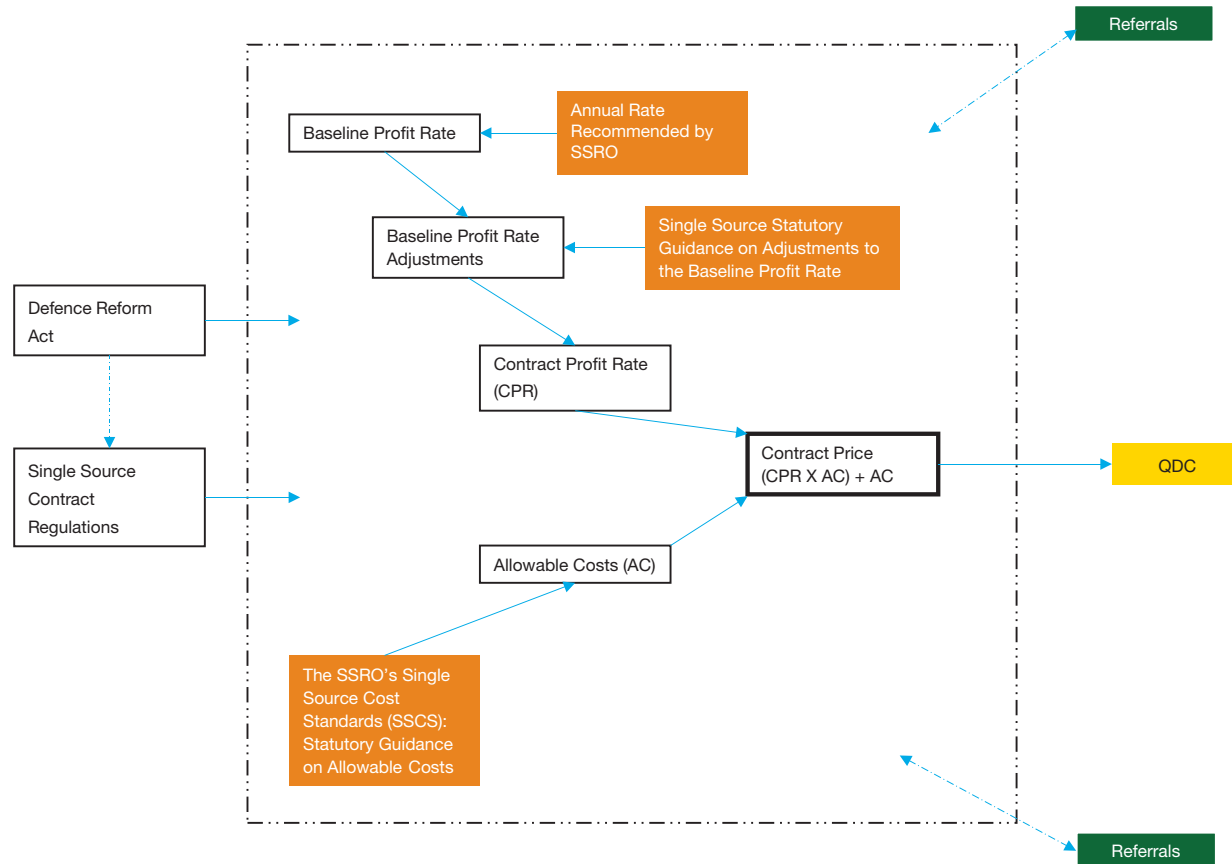 Referrals
Annual Rate
Recommended by
SSRO
Baseline Profit Rate
Single Source Statutory
Guidance on Adjustments to
the Baseline Profit Rate
Baseline Profit Rate
Adjustments
Defence Reform
Act
Contract Profit Rate
(CPR)
Contract Price
(CPR X AC) + AC
QDC
Single Source
Contract
Regulations
Allowable Costs (AC)
The SSRO's Single
Source Cost
Standards (SSCS):
Statutory Guidance
on Allowable Costs
Referrals